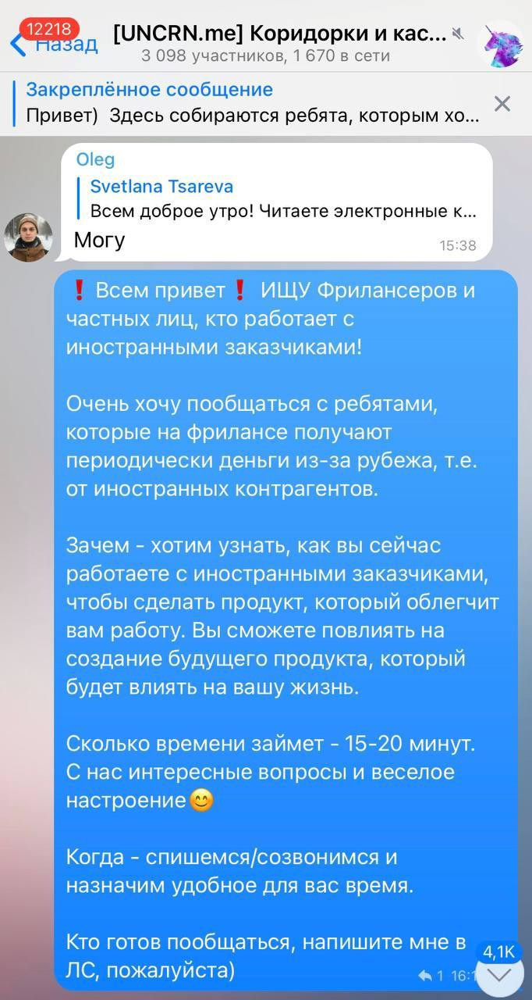 12218
Назад
[UNCRN.me] Коридорки и кас...
3 098 участников, 1 670 в сети
Закреплённое сообщение
Привет) Здесь собираются ребята, которым хо...
Oleg
Svetlana Tsareva
Всем доброе утро! Читаете электронные к...
Могу
15:38
❗ Всем привет ❗ ИЩУ Фрилансеров и
частных лиц, кто работает с
иностранными заказчиками!
Очень хочу пообщаться с ребятами,
которые на фрилансе получают
периодически деньги из-за рубежа, т.е.
от иностранных контрагентов.
Зачем - хотим узнать, как вы сейчас
работаете с иностранными заказчиками,
чтобы сделать продукт, который облегчит
вам работу. Вы сможете повлиять на
создание будущего продукта, который
будет влиять на вашу жизнь.
Сколько времени займет - 15-20 минут.
С нас интересные вопросы и веселое
настроение😊
Когда - спишемся/созвонимся и
назначим удобное для вас время.
Кто готов пообщаться, напишите мне в
ЛС, пожалуйста)
4,1K
1